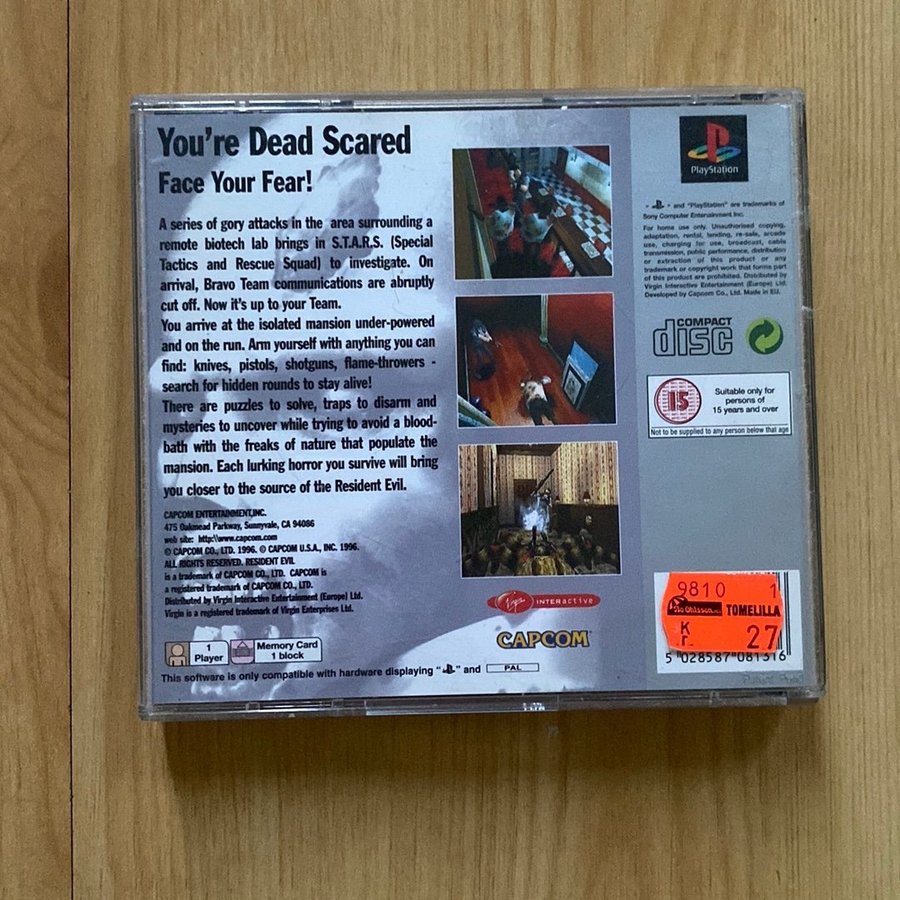 You're Dead Scared
Face Your Fear!
A series of gory attacks in the area surrounding a
remote biotech lab brings in S.T.A.R.S. (Special
Tactics and Rescue Squad) to investigate. On
arrival, Bravo Team communications are abruptly
cut off. Now it's up to your Team.
You arrive at the isolated mansion under-powered
and on the run. Arm yourself with anything you can
find: knives, pistols, shotguns, flame-throwers -
search for hidden rounds to stay alive!
There are puzzles to solve, traps to disarm and
mysteries to uncover while trying to avoid a blood-
bath with the freaks of nature that populate the
mansion. Each lurking horror you survive will bring
you closer to the source of the Resident Evil.
CAPCOM ENTERTAINMENT, INC.
475 Oakmead Parkway, Sunnyvale, CA 94086
web site: http://www.capcom.com
© CAPCOM CO., LTD. 1996. © CAPCOM U.S.A., INC. 1996.
ALL RIGHTS RESERVED. RESIDENT EVIL
is a trademark of CAPCOM CO., LTD. CAPCOM is
a registered trademark of CAPCOM CO., LTD.
Distributed by Virgin Interactive Entertainment (Europe) Ltd.
Virgin is a registered trademark of Virgin Enterprises Ltd.
1
Player
Memory Card
1 block
This software is only compatible with hardware displaying " " and PAL
Virgin INTERactive
CAPCOM
PlayStation
" " and "PlayStation" are trademarks of
Sony Computer Entertainment Inc.
For home use only. Unauthorised copying,
adaptation, rental, lending, re-sale, arcade
use, charging for use, broadcast, cable
transmission, public performance, distribution
or extraction of this product or any
trademark or copyright work that forms part
of this product are prohibited. Distributed by
Virgin Interactive Entertainment (Europe) Ltd.
Developed by Capcom Co., Ltd. Made in EU.
COMPACT
disc
15
Suitable only for
persons of
15 years and over
Not to be supplied to any person below that age
9810 1
Bo Ohlsson TOMELILLA
Kr 27
5 028587 081316